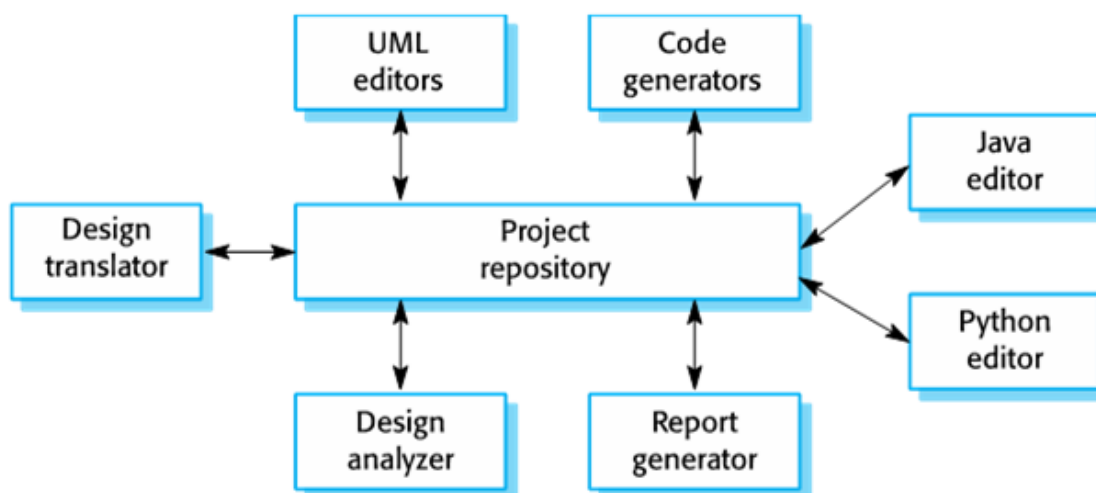 UML
editors
Code
generators
Java
editor
Design
translator
Project
repository
Python
editor
Design
analyzer
Report
generator